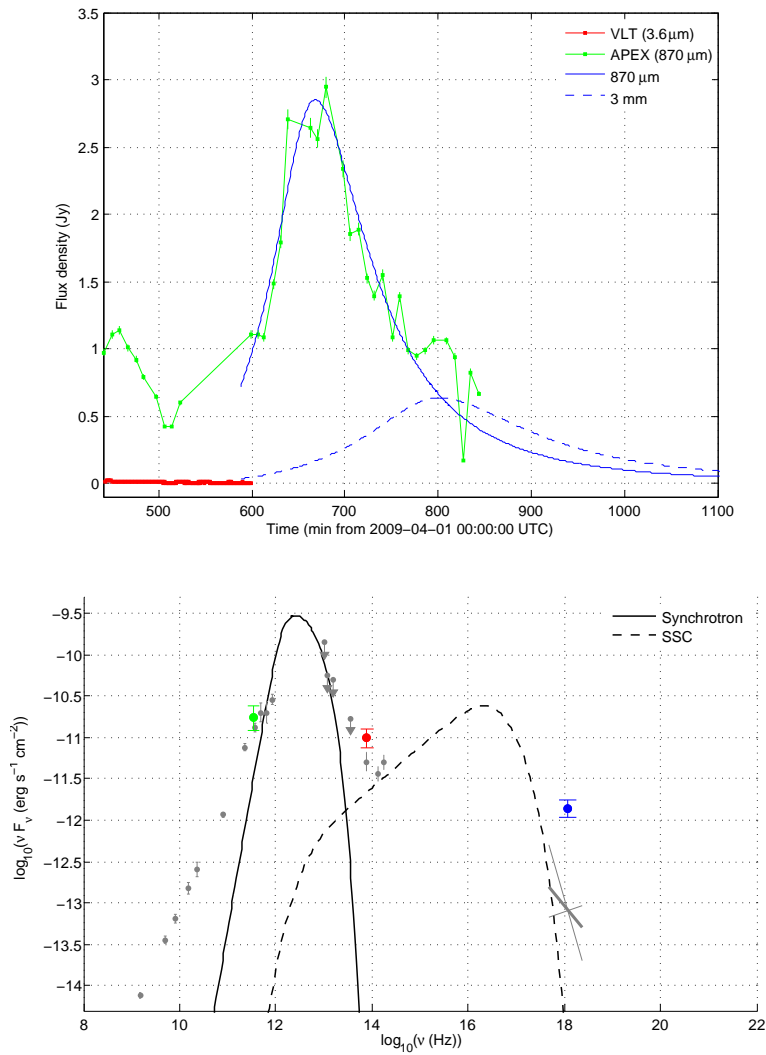 VLT (3.6μm)
APEX (870 μm)
870 μm
3 mm
3.5
3
2.5
2
1.5
1
0.5
0
Flux density (Jy)
500 600 700 800 900 1000 1100
Time (min from 2009−04−01 00:00:00 UTC)
Synchrotron
SSC
−9.5
−10
−10.5
−11
−11.5
−12
−12.5
−13
−13.5
−14
log₁₀(ν Fν (erg s⁻¹ cm⁻²))
8 10 12 14 16 18 20 22
log₁₀(ν (Hz))